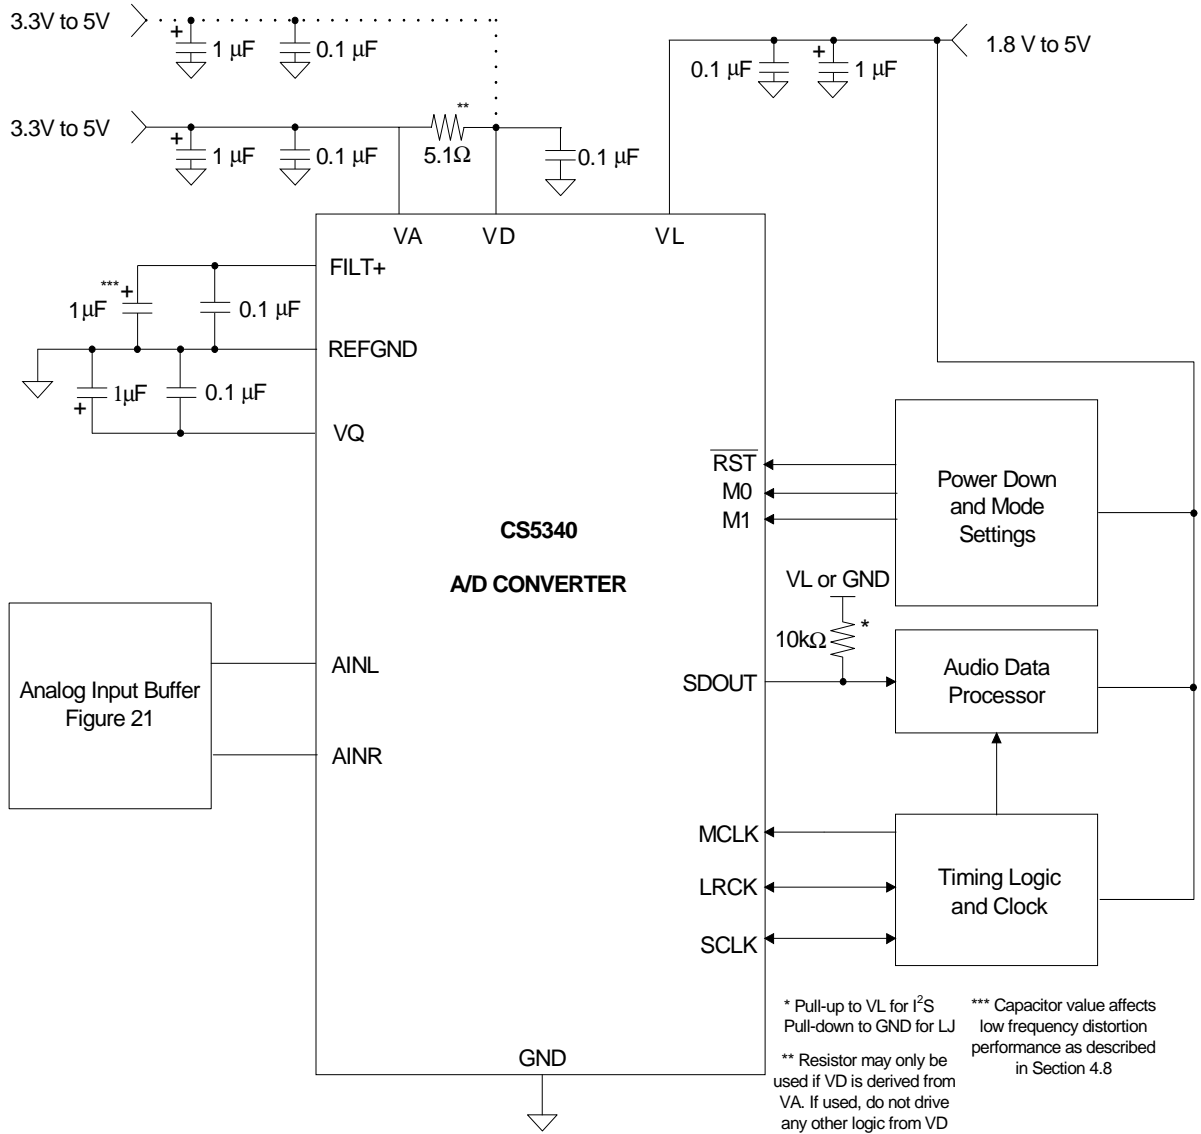 3.3V to 5V
+
1 µF
0.1 µF
1.8 V to 5V
0.1 µF
+
1 µF
3.3V to 5V
+
1 µF
0.1 µF
**
5.1Ω
0.1 µF
VA
VD
VL
FILT+
***
+
1µF
0.1 µF
REFGND
+
1µF
0.1 µF
VQ
RST
M0
M1
Power Down
and Mode
Settings
CS5340
A/D CONVERTER
VL or GND
*
10kΩ
Analog Input Buffer
Figure 21
AINL
AINR
SDOUT
Audio Data
Processor
MCLK
LRCK
SCLK
Timing Logic
and Clock
GND
* Pull-up to VL for I²S
Pull-down to GND for LJ
** Resistor may only be
used if VD is derived from
VA. If used, do not drive
any other logic from VD
*** Capacitor value affects
low frequency distortion
performance as described
in Section 4.8